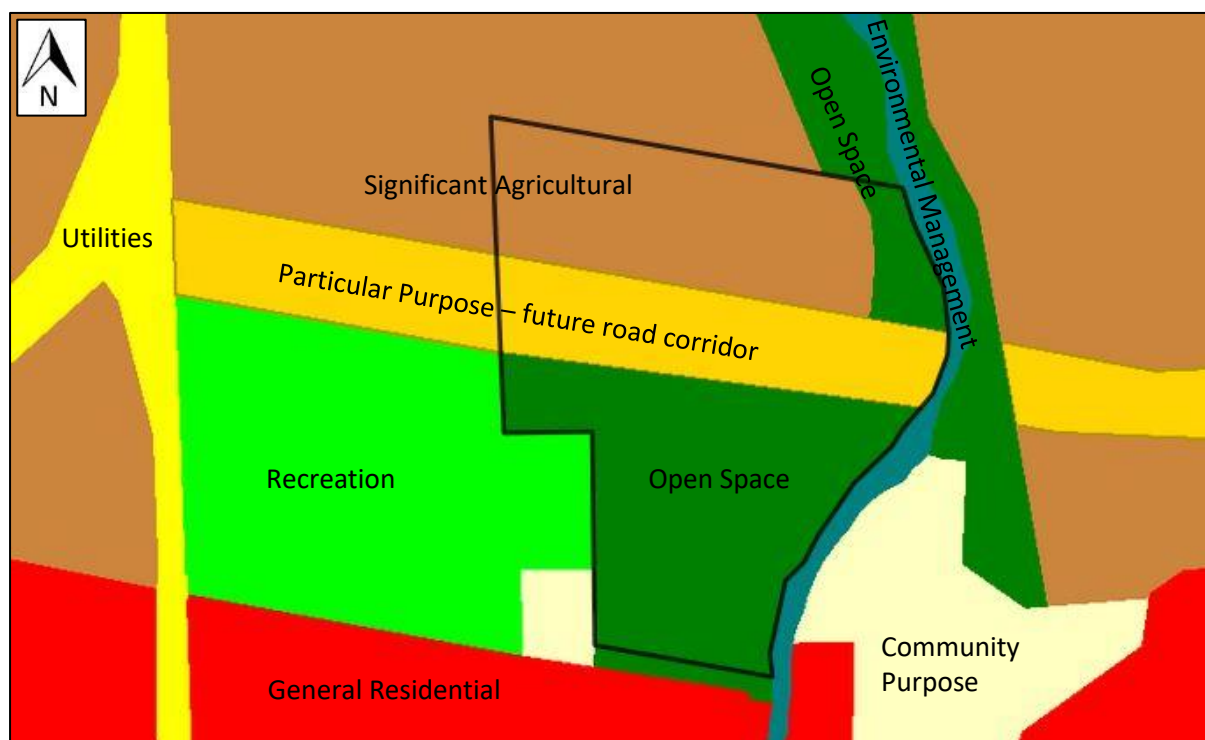 N
Environmental Management
Open Space
Significant Agricultural
Utilities
Particular Purpose – future road corridor
Recreation
Open Space
Community
Purpose
General Residential